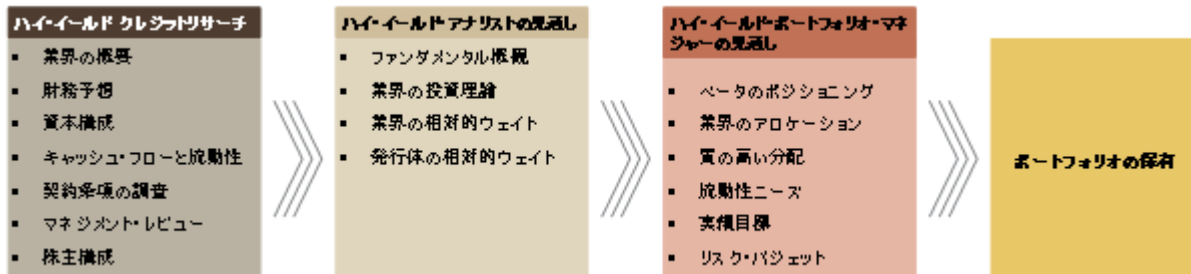 ハイ・イールド クレジットリサーチ
業界の概要
財務予想
資本構成
キャッシュ・フローと流動性
契約条項の調査
マネジメント・レビュー
株主構成
ハイ・イールド・アナリストの見通し
ファンダメンタル概観
業界の投資理論
業界の相対的ウェイト
発行体の相対的ウェイト
ハイ・イールド・ポートフォリオ・マネ
ジャーの見通し
ベータのポジショニング
業界のアロケーション
質の高い分配
流動性ニーズ
実績目標
リスク・バジェット
ポートフォリオの保有